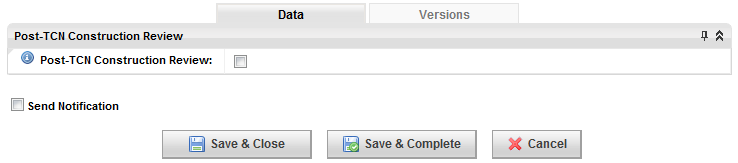 Data Versions
Post-TCN Construction Review
Post-TCN Construction Review:
Send Notification
Save & Close Save & Complete Cancel